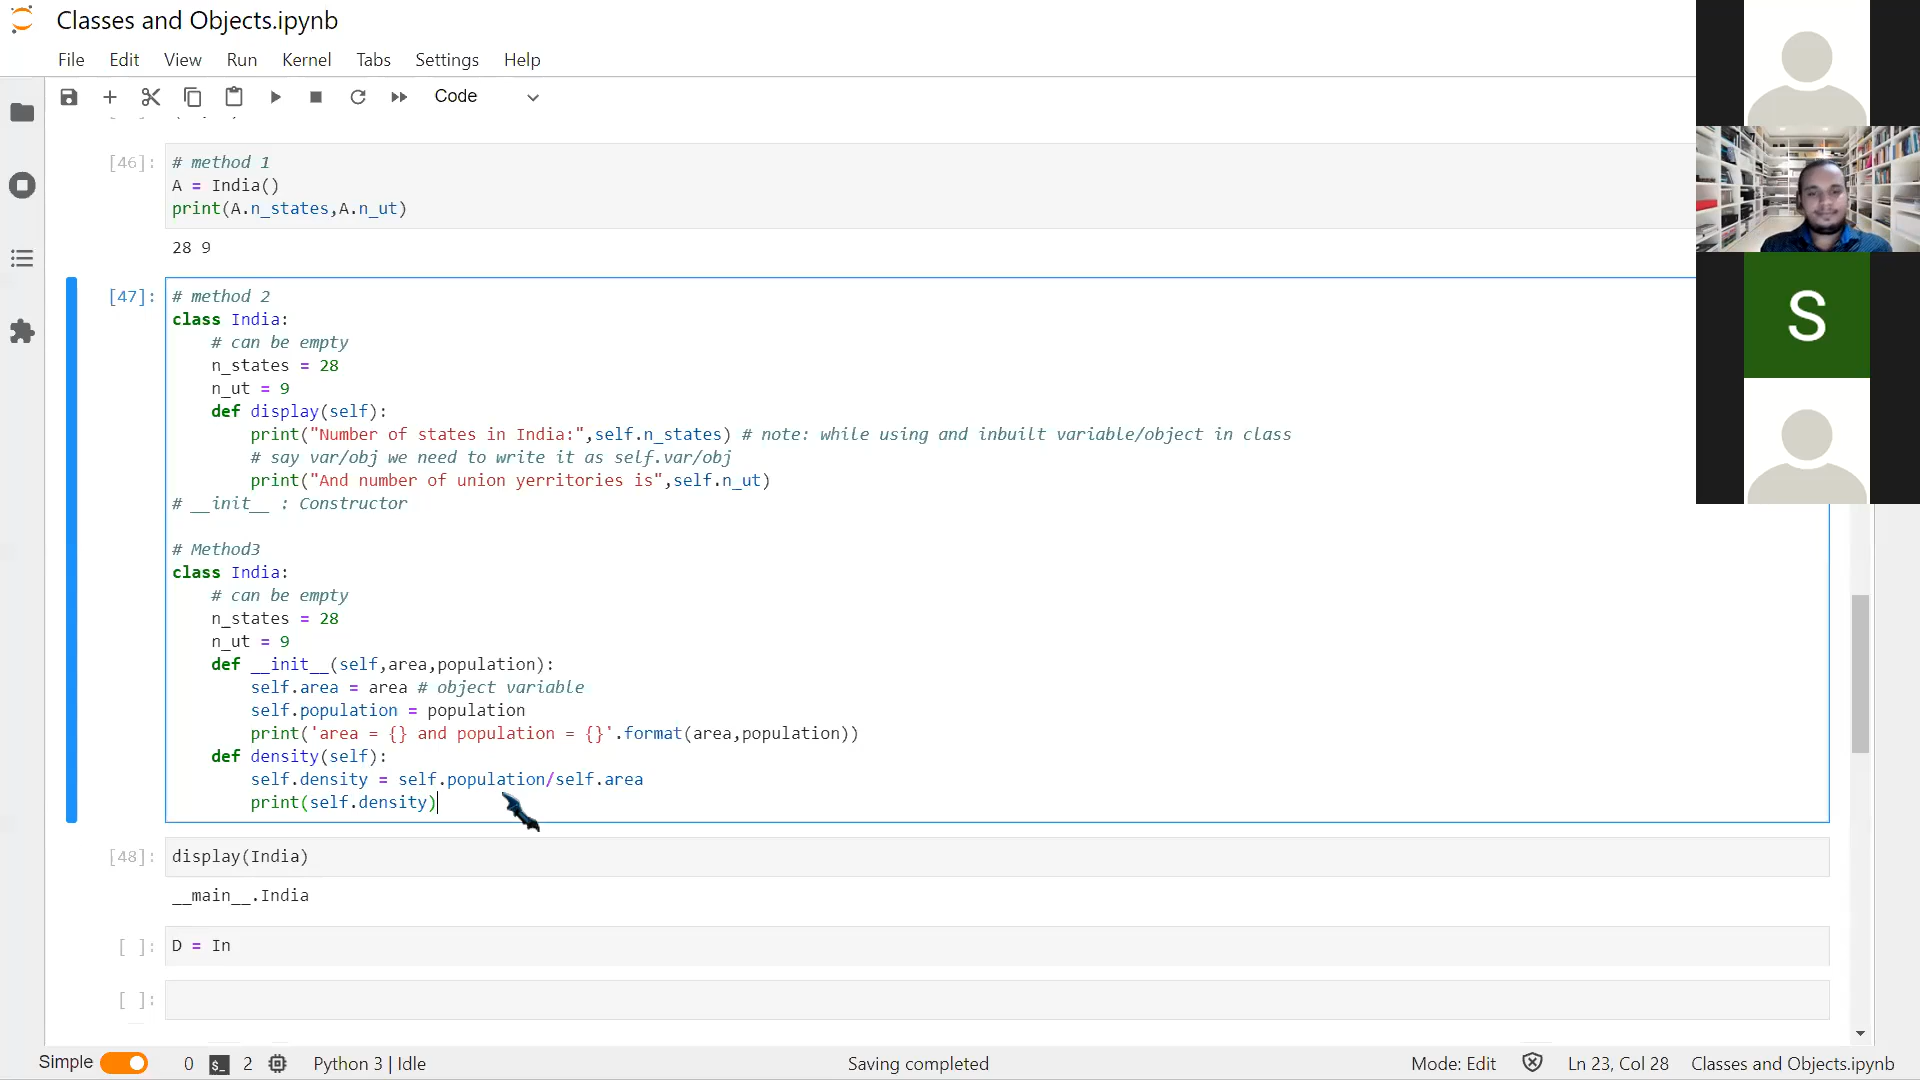 Classes and Objects.ipynb
File Edit View Run Kernel Tabs Settings Help
Code
[46]: # method 1
A = India()
print(A.n_states,A.n_ut)
28 9
[47]: # method 2
class India:
    # can be empty
    n_states = 28
    n_ut = 9
    def display(self):
        print("Number of states in India:",self.n_states) # note: while using and inbuilt variable/object in class
        # say var/obj we need to write it as self.var/obj
        print("And number of union yerritories is",self.n_ut)
# __init__ : Constructor
# Method3
class India:
    # can be empty
    n_states = 28
    n_ut = 9
    def __init__(self,area,population):
        self.area = area # object variable
        self.population = population
        print('area = {} and population = {}'.format(area,population))
    def density(self):
        self.density = self.population/self.area
        print(self.density)
[48]: display(India)
__main__.India
[ ]: D = In
[ ]:
S
Simple 0 $_ 2 Python 3 | Idle Saving completed Mode: Edit Ln 23, Col 28 Classes and Objects.ipynb